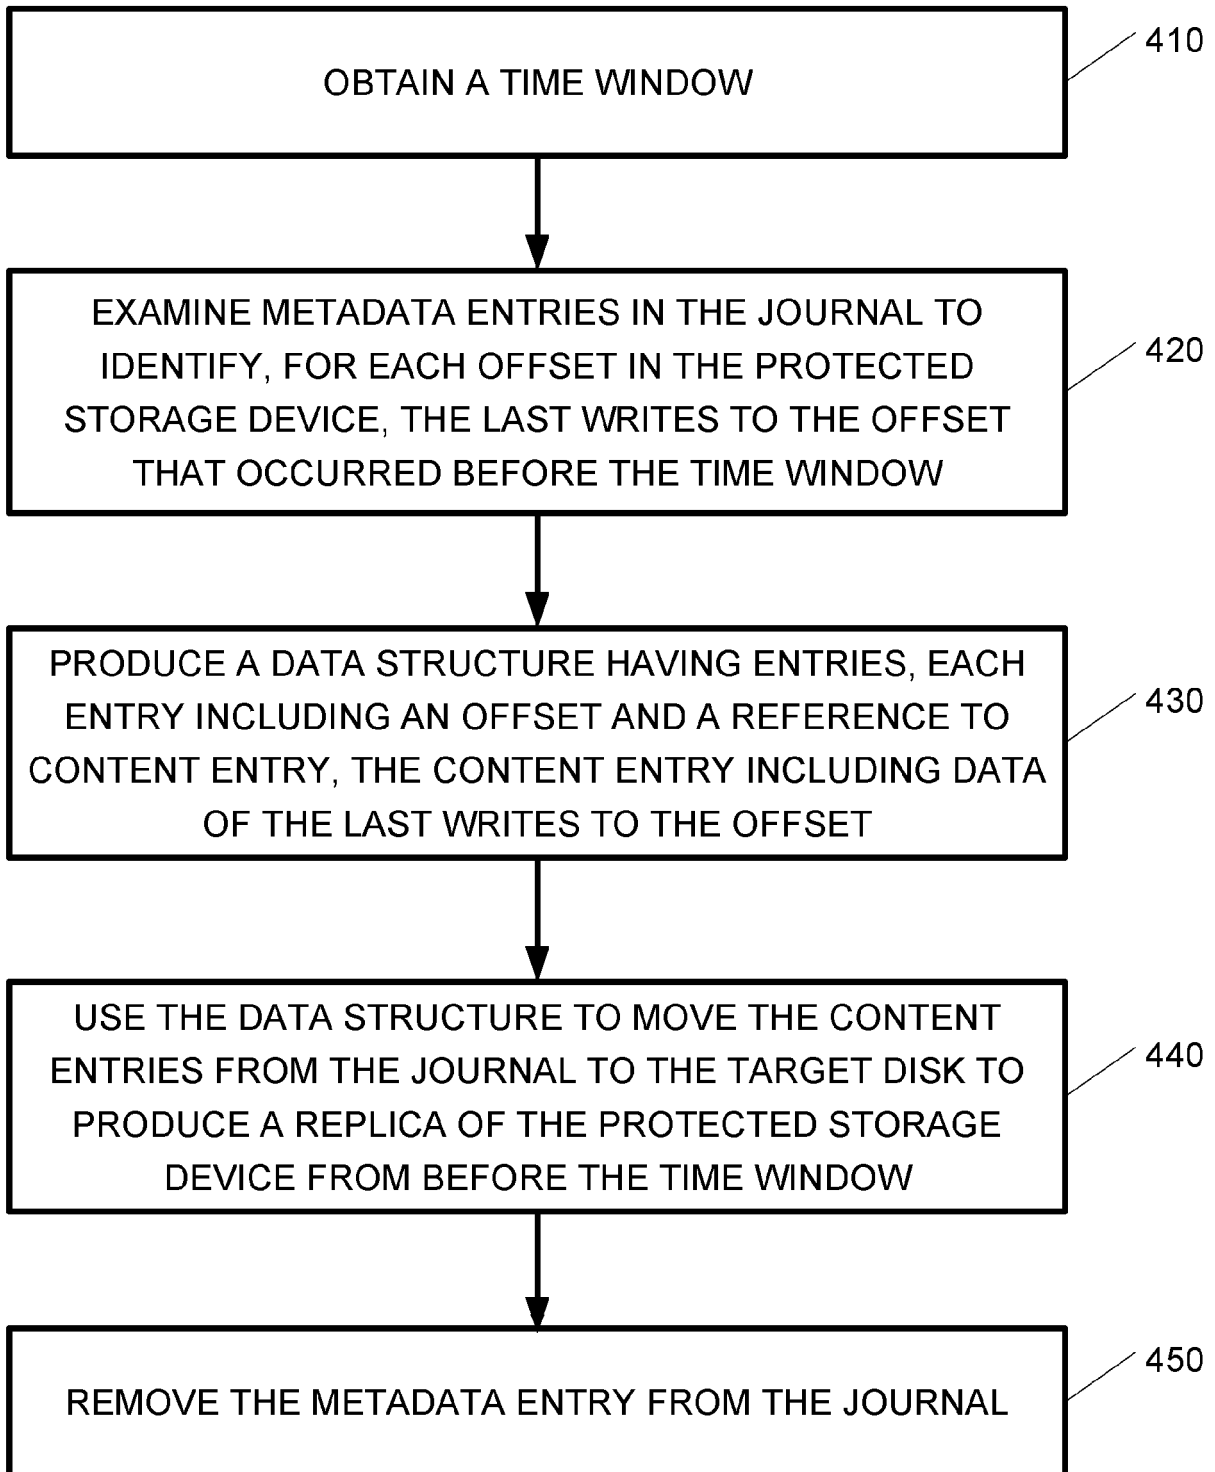 OBTAIN A TIME WINDOW
410
EXAMINE METADATA ENTRIES IN THE JOURNAL TO
IDENTIFY, FOR EACH OFFSET IN THE PROTECTED
STORAGE DEVICE, THE LAST WRITES TO THE OFFSET
THAT OCCURRED BEFORE THE TIME WINDOW
420
PRODUCE A DATA STRUCTURE HAVING ENTRIES, EACH
ENTRY INCLUDING AN OFFSET AND A REFERENCE TO
CONTENT ENTRY, THE CONTENT ENTRY INCLUDING DATA
OF THE LAST WRITES TO THE OFFSET
430
USE THE DATA STRUCTURE TO MOVE THE CONTENT
ENTRIES FROM THE JOURNAL TO THE TARGET DISK TO
PRODUCE A REPLICA OF THE PROTECTED STORAGE
DEVICE FROM BEFORE THE TIME WINDOW
440
REMOVE THE METADATA ENTRY FROM THE JOURNAL
450